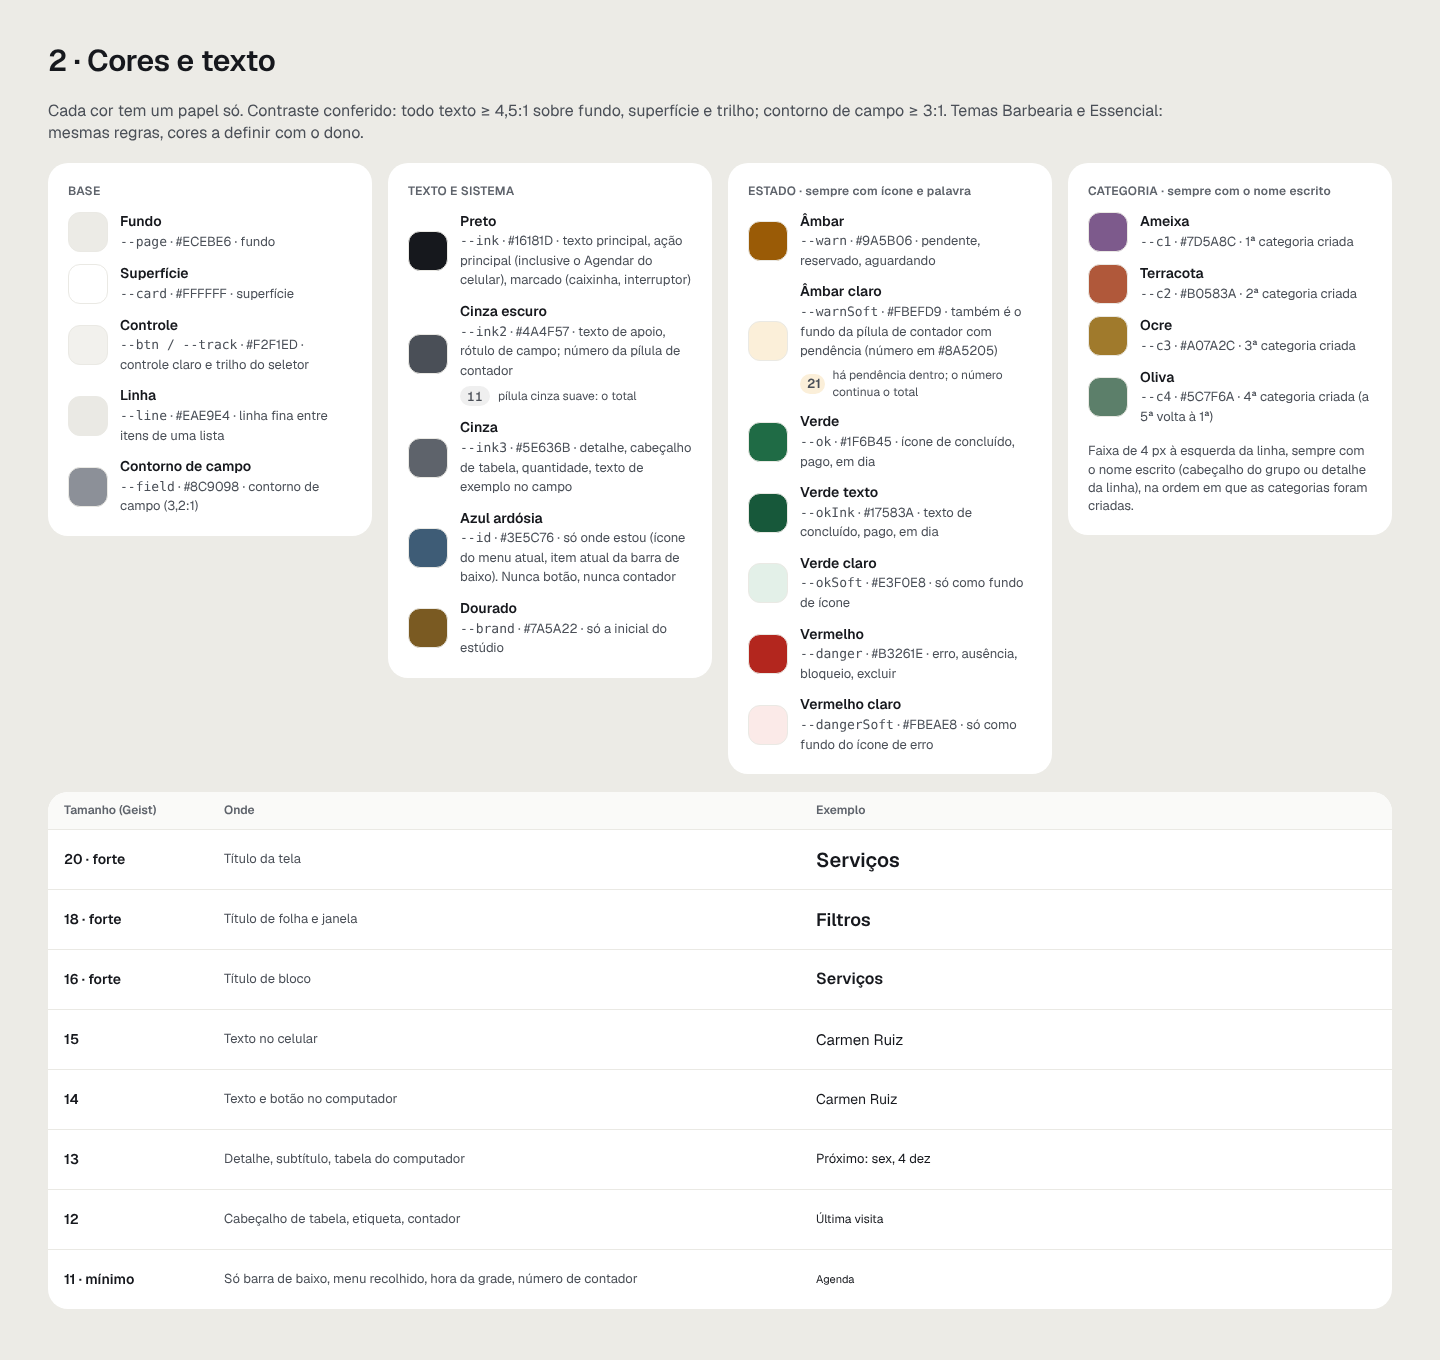 2 · Cores e texto
Cada cor tem um papel só. Contraste conferido: todo texto ≥ 4,5:1 sobre fundo, superfície e trilho; contorno de campo ≥ 3:1. Temas Barbearia e Essencial:
mesmas regras, cores a definir com o dono.
BASE
Fundo
--page · #ECEBE6 · fundo
Superfície
--card · #FFFFFF · superfície
Controle
--btn / --track · #F2F1ED ·
controle claro e trilho do seletor
Linha
--line · #EAE9E4 · linha fina entre
itens de uma lista
Contorno de campo
--field · #8C9098 · contorno de
campo (3,2:1)
TEXTO E SISTEMA
Preto
--ink · #16181D · texto principal, ação
principal (inclusive o Agendar do
celular), marcado (caixinha, interruptor)
Cinza escuro
--ink2 · #4A4F57 · texto de apoio,
rótulo de campo; número da pílula de
contador
11 pílula cinza suave: o total
Cinza
--ink3 · #5E636B · detalhe, cabeçalho
de tabela, quantidade, texto de
exemplo no campo
Azul ardósia
--id · #3E5C76 · só onde estou (ícone
do menu atual, item atual da barra de
baixo). Nunca botão, nunca contador
Dourado
--brand · #7A5A22 · só a inicial do
estúdio
ESTADO · sempre com ícone e palavra
Âmbar
--warn · #9A5B06 · pendente,
reservado, aguardando
Âmbar claro
--warnSoft · #FBEFD9 · também é o
fundo da pílula de contador com
pendência (número em #8A5205)
21 há pendência dentro; o número
continua o total
Verde
--ok · #1F6B45 · ícone de concluído,
pago, em dia
Verde texto
--okInk · #17583A · texto de
concluído, pago, em dia
Verde claro
--okSoft · #E3F0E8 · só como fundo
de ícone
Vermelho
--danger · #B3261E · erro, ausência,
bloqueio, excluir
Vermelho claro
--dangerSoft · #FBEAE8 · só como
fundo do ícone de erro
CATEGORIA · sempre com o nome escrito
Ameixa
--c1 · #7D5A8C · 1ª categoria criada
Terracota
--c2 · #B0583A · 2ª categoria criada
Ocre
--c3 · #A07A2C · 3ª categoria criada
Oliva
--c4 · #5C7F6A · 4ª categoria criada (a
5ª volta à 1ª)
Faixa de 4 px à esquerda da linha, sempre com
o nome escrito (cabeçalho do grupo ou detalhe
da linha), na ordem em que as categorias foram
criadas.
Tamanho (Geist) Onde Exemplo
20 · forte Título da tela Serviços
18 · forte Título de folha e janela Filtros
16 · forte Título de bloco Serviços
15 Texto no celular Carmen Ruiz
14 Texto e botão no computador Carmen Ruiz
13 Detalhe, subtítulo, tabela do computador Próximo: sex, 4 dez
12 Cabeçalho de tabela, etiqueta, contador Última visita
11 · mínimo Só barra de baixo, menu recolhido, hora da grade, número de contador Agenda